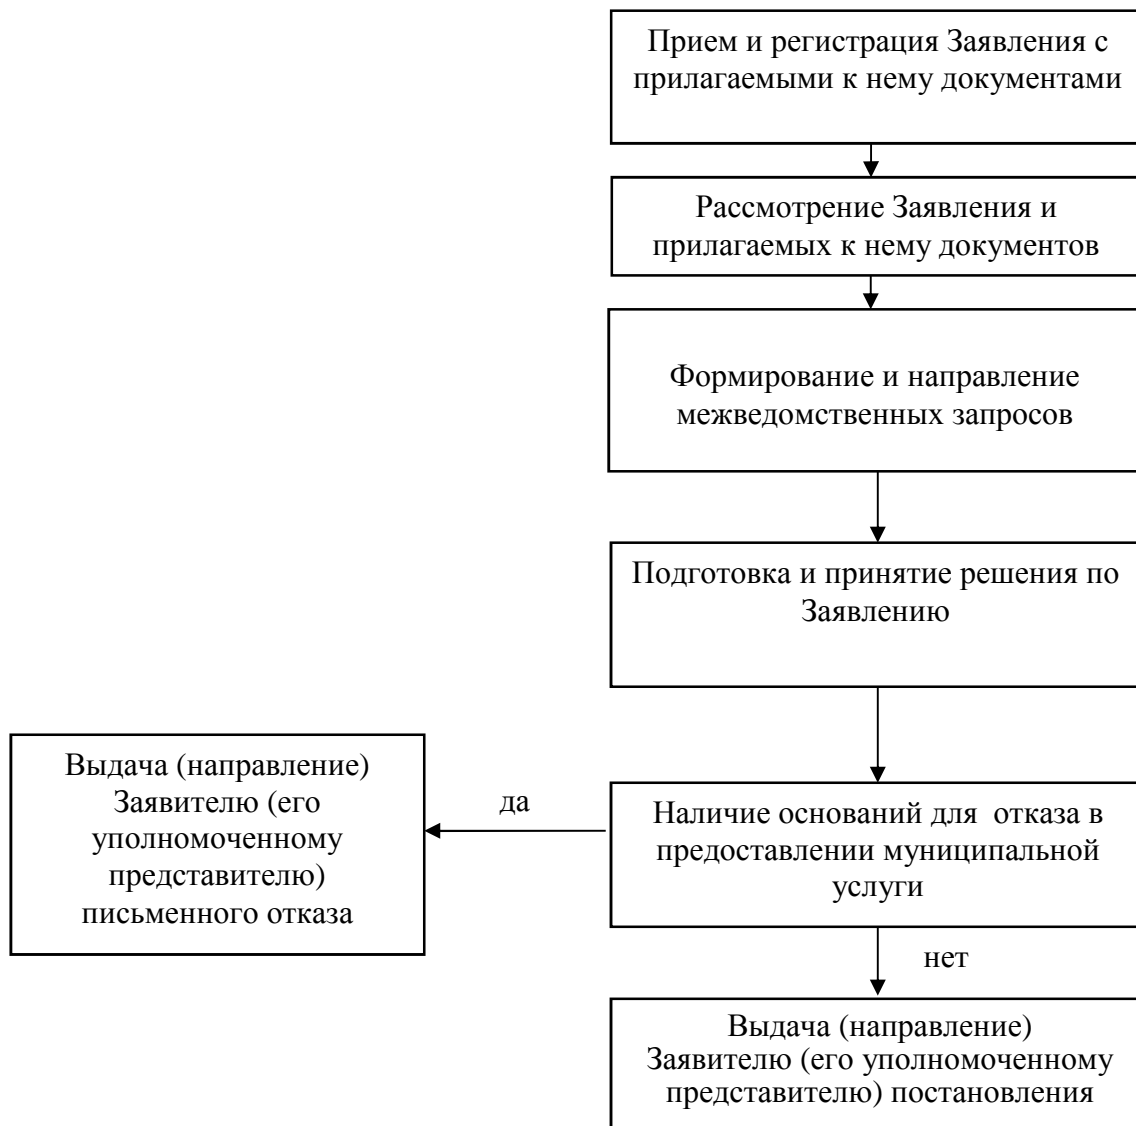 Прием и регистрация Заявления с
прилагаемыми к нему документами
Рассмотрение Заявления и
прилагаемых к нему документов
Формирование и направление
межведомственных запросов
Подготовка и принятие решения по
Заявлению
Выдача (направление)
Заявителю (его
уполномоченному
представителю)
письменного отказа
да
Наличие оснований для  отказа в
предоставлении муниципальной
услуги
нет
Выдача (направление)
Заявителю (его уполномоченному
представителю) постановления